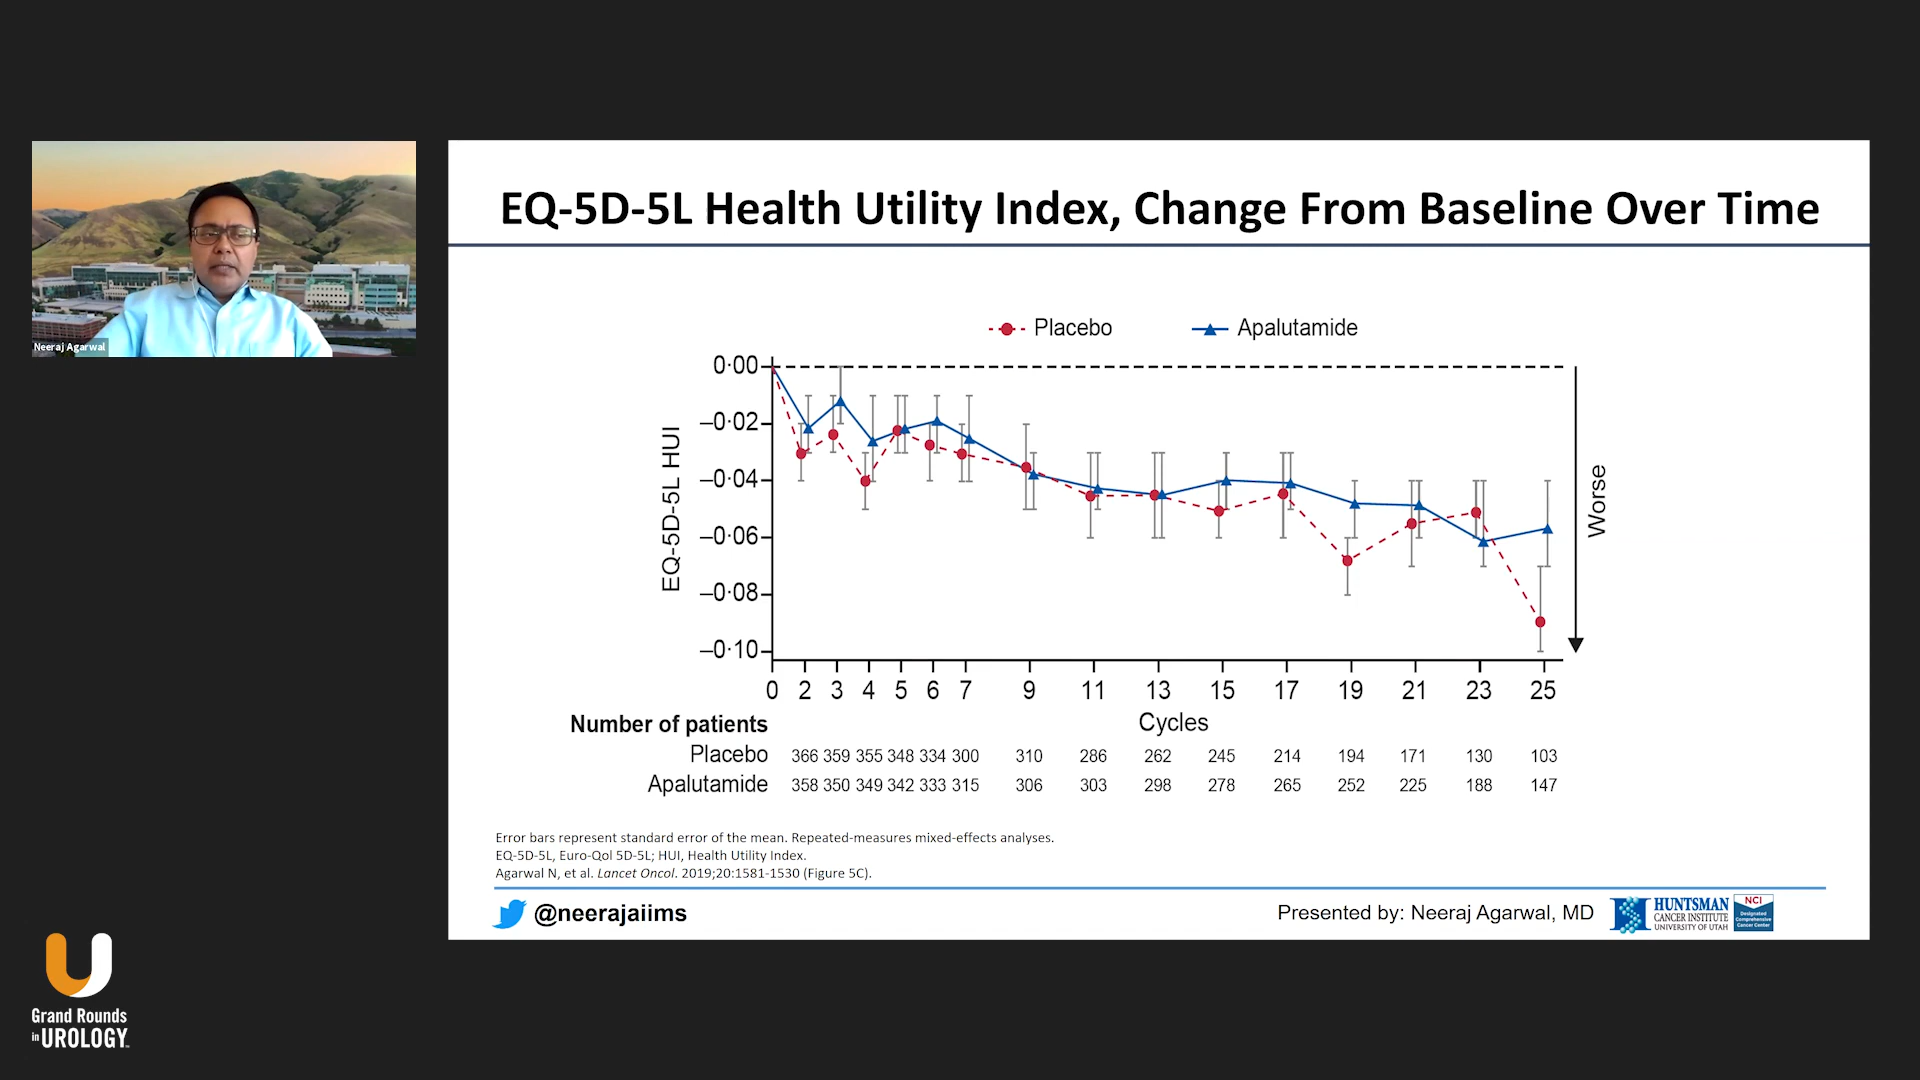 Neeraj Agarwal
EQ-5D-5L Health Utility Index, Change From Baseline Over Time
Placebo
Apalutamide
EQ-5D-5L HUI
0·00
–0·02
–0·04
–0·06
–0·08
–0·10
Worse
0 2 3 4 5 6 7 9 11 13 15 17 19 21 23 25
Cycles
Number of patients
Placebo 366 359 355 348 334 300 310 286 262 245 214 194 171 130 103
Apalutamide 358 350 349 342 333 315 306 303 298 278 265 252 225 188 147
Error bars represent standard error of the mean. Repeated-measures mixed-effects analyses.
EQ-5D-5L, Euro-Qol 5D-5L; HUI, Health Utility Index.
Agarwal N, et al. Lancet Oncol. 2019;20:1581-1530 (Figure 5C).
@neerajaiims
Presented by: Neeraj Agarwal, MD
HUNTSMAN
CANCER INSTITUTE
UNIVERSITY OF UTAH
NCI
Designated
Comprehensive
Cancer Center
Grand Rounds
in UROLOGY